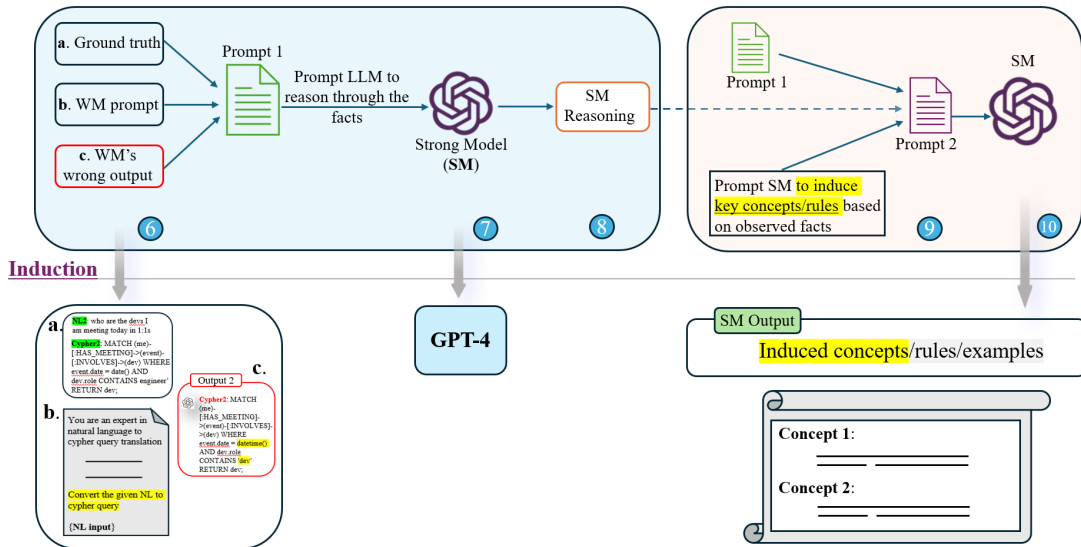 a. Ground truth
b. WM prompt
c. WM's
wrong output
Prompt 1
Prompt LLM to
reason through the
facts
Strong Model
(SM)
SM
Reasoning
6
7
8
Prompt 1
Prompt 2
SM
Prompt SM to induce
key concepts/rules based
on observed facts
9
10
Induction
a.
NL2: who are the devs I
am meeting today in 1:1s
Cypher2: MATCH (me)-
[:HAS_MEETING]->(event)-
[:INVOLVES]->(dev) WHERE
event.date = date() AND
dev.role CONTAINS engineer'
RETURN dev;
b.
You are an expert in
natural language to
cypher query translation
Convert the given NL to
cypher query
{NL input}
c.
Output 2
Cypher2: MATCH
(me)-
[:HAS_MEETING]-
>(event)-[:INVOLVES]-
>(dev) WHERE
event.date = datetime()
AND dev.role
CONTAINS 'dev'
RETURN dev;
GPT-4
SM Output
Induced concepts/rules/examples
Concept 1:
Concept 2: